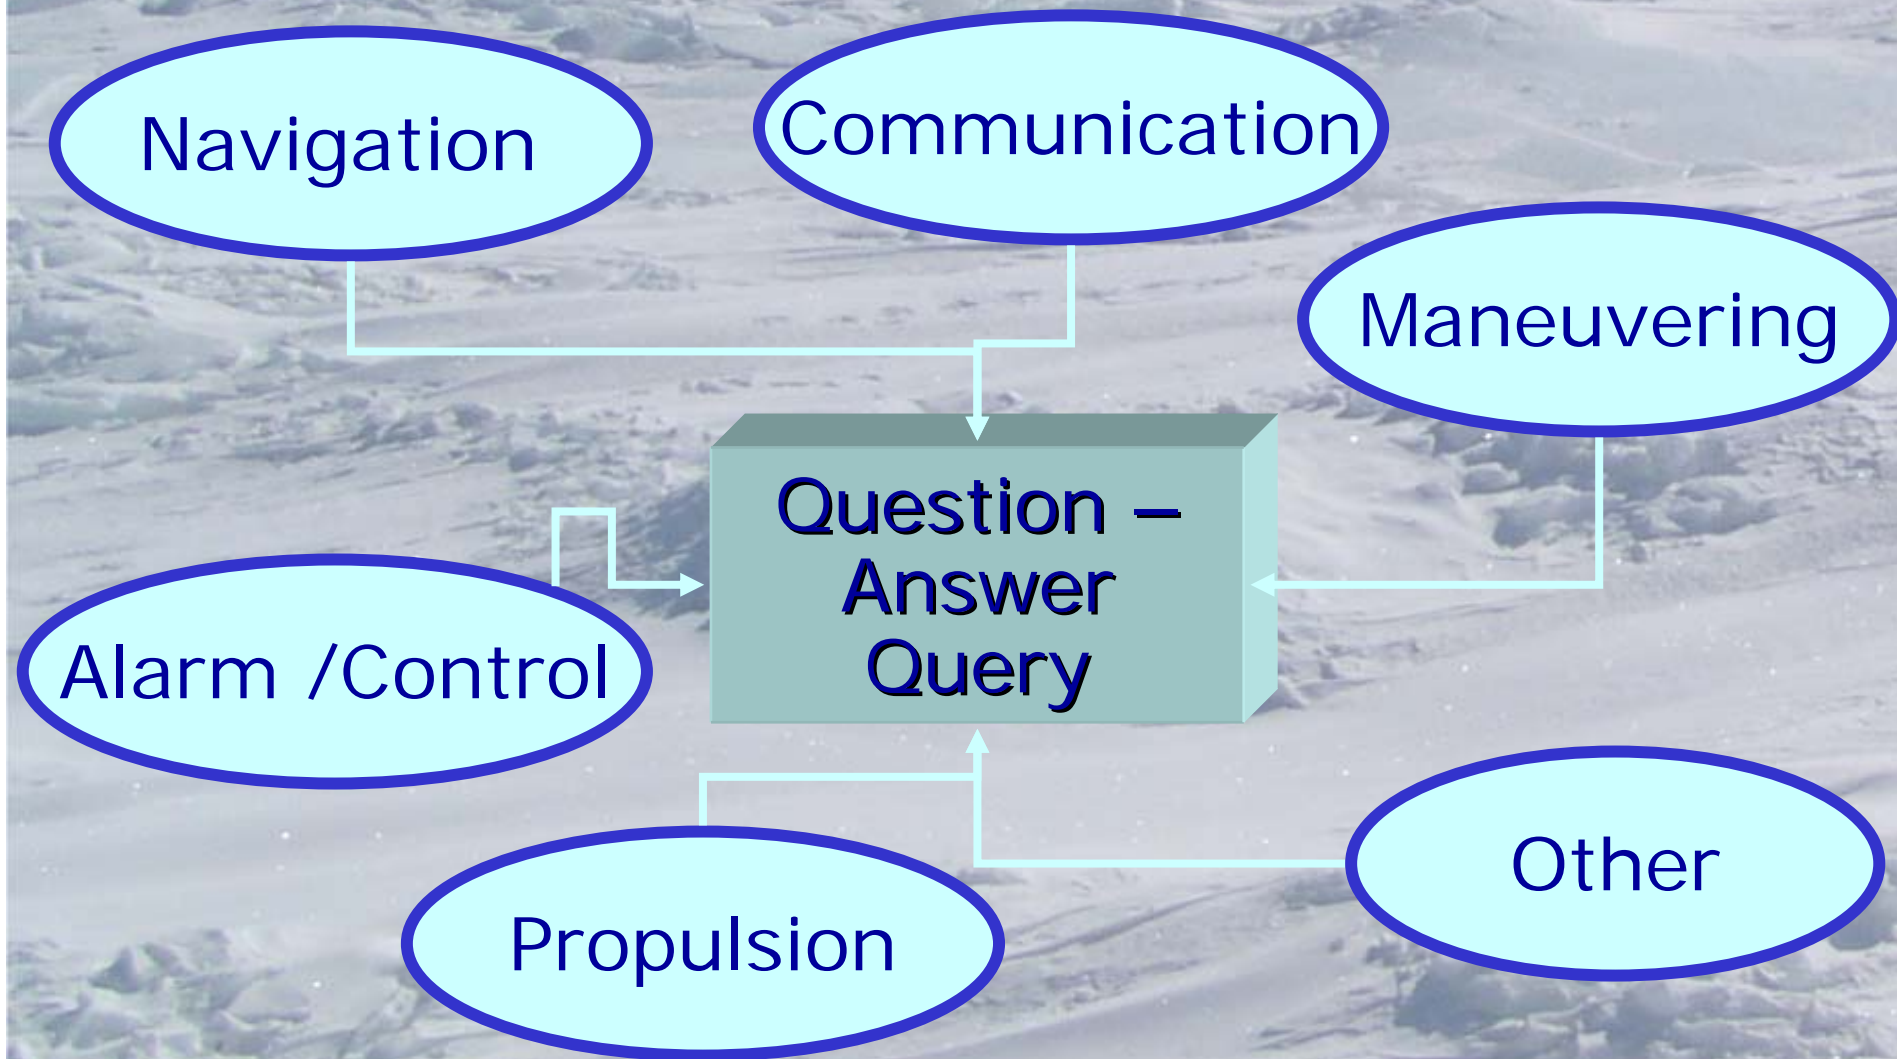 Navigation
Communication
Maneuvering
Question –
Answer
Query
Alarm /Control
Propulsion
Other